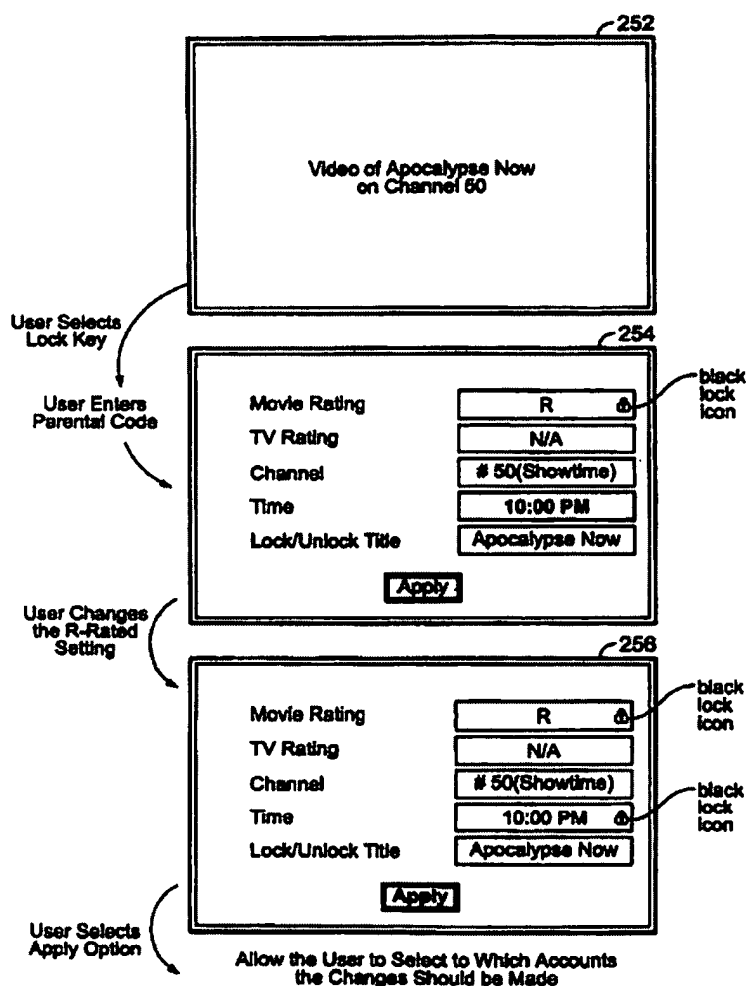 252
Video of Apocalypse Now
on Channel 50
User Selects
Lock Key
254
User Enters
Parental Code
Movie Rating R
black
lock
icon
TV Rating N/A
Channel # 50(Showtime)
Time 10:00 PM
Lock/Unlock Title Apocalypse Now
Apply
User Changes
the R-Rated
Setting
256
Movie Rating R
black
lock
icon
TV Rating N/A
Channel # 50(Showtime)
Time 10:00 PM
black
lock
icon
Lock/Unlock Title Apocalypse Now
Apply
User Selects
Apply Option
Allow the User to Select to Which Accounts
the Changes Should be Made